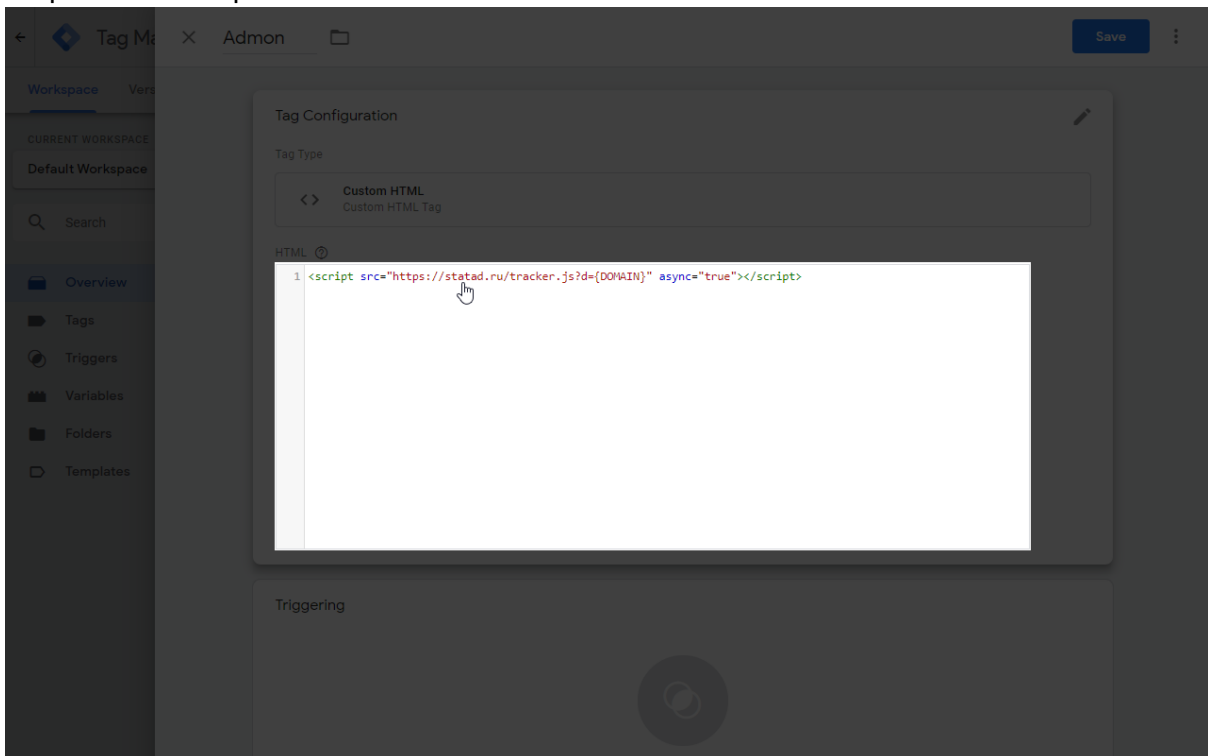 Tag Ma
Admon
Save
Workspace Vers
CURRENT WORKSPACE
Default Workspace
Search
Overview
Tags
Triggers
Variables
Folders
Templates
Tag Configuration
Tag Type
Custom HTML
Custom HTML Tag
HTML
1 <script src="https://statad.ru/tracker.js?d={DOMAIN}" async="true"></script>
Triggering